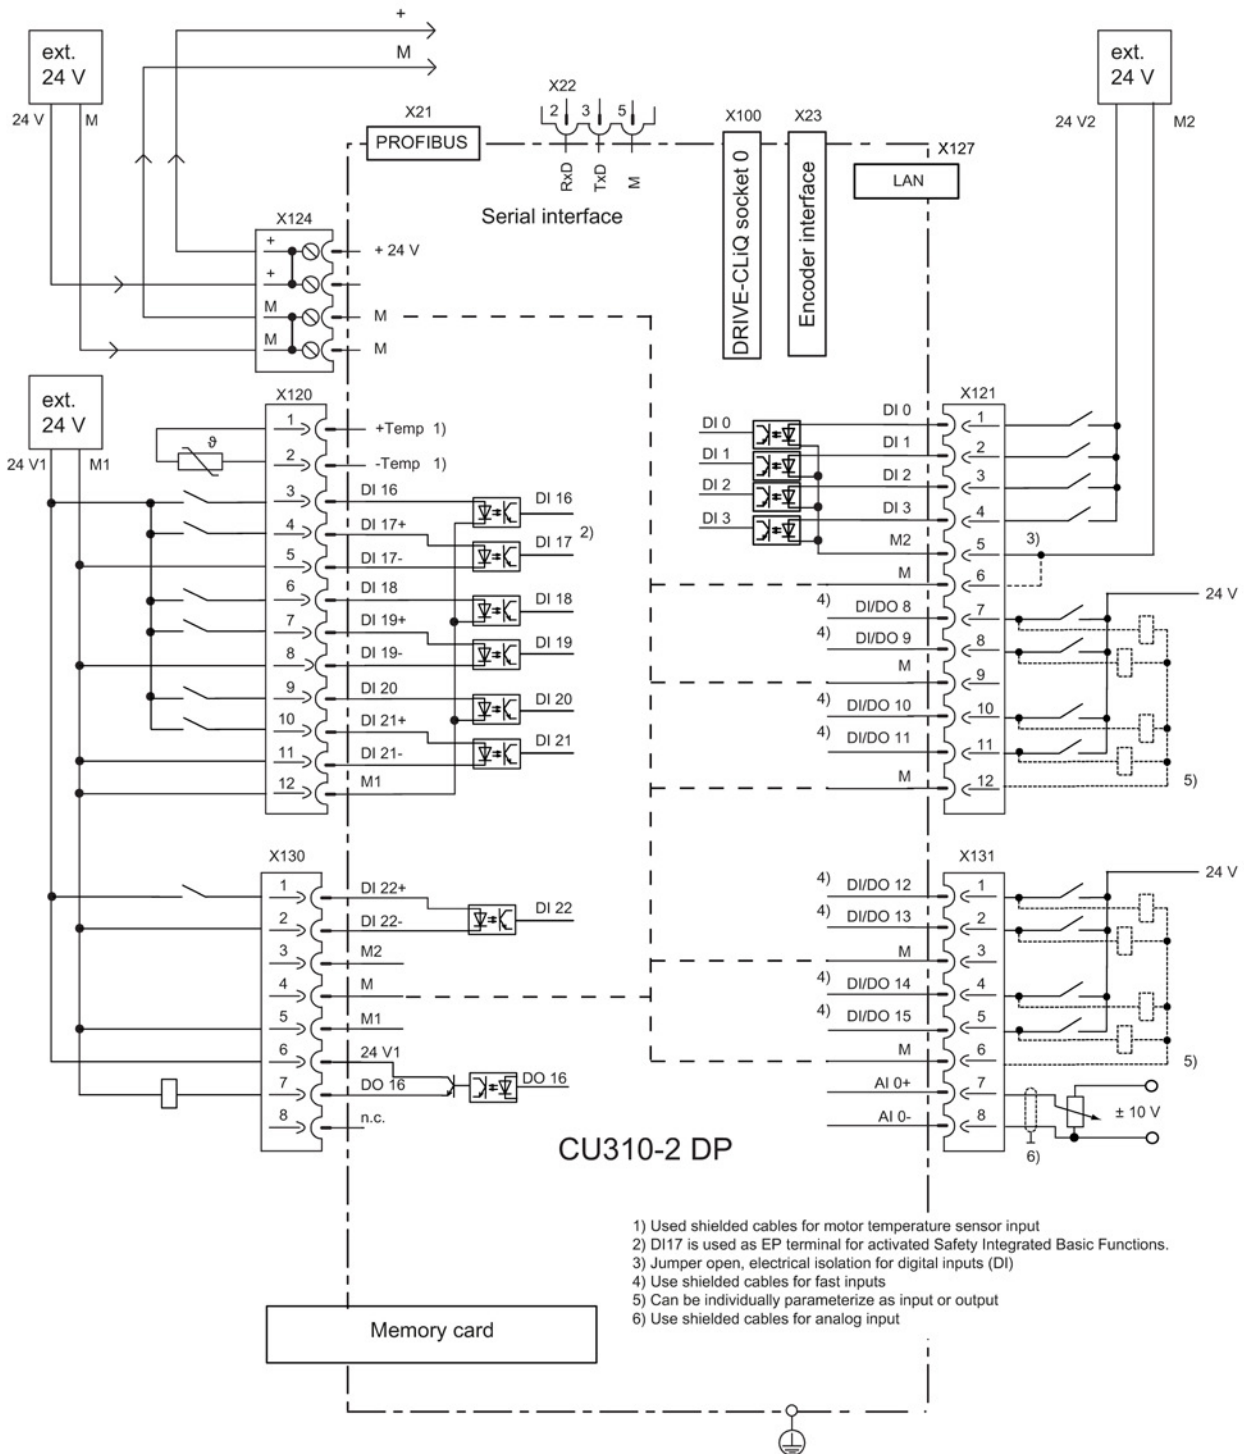 +
M
ext.
24 V
24 V
M
X21
PROFIBUS
X22
2
3
5
RxD
TxD
M
Serial interface
X100
DRIVE-CLiQ socket 0
X23
Encoder interface
X127
LAN
ext.
24 V
24 V2
M2
X124
+
+ 24 V
+
M
M
M
M
ext.
24 V
24 V1
M1
X120
1
+Temp 1)
ϑ
2
-Temp 1)
3
DI 16
DI 16
4
DI 17+
DI 17
2)
5
DI 17-
6
DI 18
DI 18
7
DI 19+
DI 19
8
DI 19-
9
DI 20
DI 20
10
DI 21+
DI 21
11
DI 21-
12
M1
X121
DI 0
DI 0
1
DI 1
DI 1
2
DI 2
DI 2
3
DI 3
DI 3
4
M2
5
3)
M
6
24 V
4)
DI/DO 8
7
4)
DI/DO 9
8
M
9
4)
DI/DO 10
10
4)
DI/DO 11
11
M
12
5)
X130
1
DI 22+
DI 22
2
DI 22-
3
M2
4
M
5
M1
6
24 V1
7
DO 16
DO 16
8
n.c.
X131
24 V
4)
DI/DO 12
1
4)
DI/DO 13
2
M
3
4)
DI/DO 14
4
4)
DI/DO 15
5
M
6
5)
AI 0+
7
± 10 V
AI 0-
8
6)
CU310-2 DP
1) Used shielded cables for motor temperature sensor input
2) DI17 is used as EP terminal for activated Safety Integrated Basic Functions.
3) Jumper open, electrical isolation for digital inputs (DI)
4) Use shielded cables for fast inputs
5) Can be individually parameterize as input or output
6) Use shielded cables for analog input
Memory card